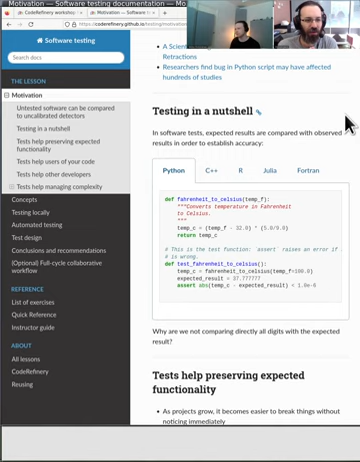 Motivation — Software testing documentation — Mo
CodeRefinery workshop
Motivation — Software te
https://coderefinery.github.io/testing/motivation
Software testing
Search docs
THE LESSON
Motivation
Untested software can be compared
to uncalibrated detectors
Testing in a nutshell
Tests help preserving expected
functionality
Tests help users of your code
Tests help other developers
Tests help managing complexity
Concepts
Testing locally
Automated testing
Test design
Conclusions and recommendations
(Optional) Full-cycle collaborative
workflow
REFERENCE
List of exercises
Quick Reference
Instructor guide
ABOUT
All lessons
CodeRefinery
Reusing
A Scien
Retractions
Researchers find bug in Python script may have affected
hundreds of studies
Testing in a nutshell
In software tests, expected results are compared with observed
results in order to establish accuracy:
Python C++ R Julia Fortran
def fahrenheit_to_celsius(temp_f):
"""Converts temperature in Fahrenheit
to Celsius.
"""
temp_c = (temp_f - 32.0) * (5.0/9.0)
return temp_c
# This is the test function: `assert` raises an error if
# is wrong.
def test_fahrenheit_to_celsius():
temp_c = fahrenheit_to_celsius(temp_f=100.0)
expected_result = 37.777777
assert abs(temp_c - expected_result) < 1.0e-6
Why are we not comparing directly all digits with the expected
result?
Tests help preserving expected
functionality
As projects grow, it becomes easier to break things without
noticing immediately